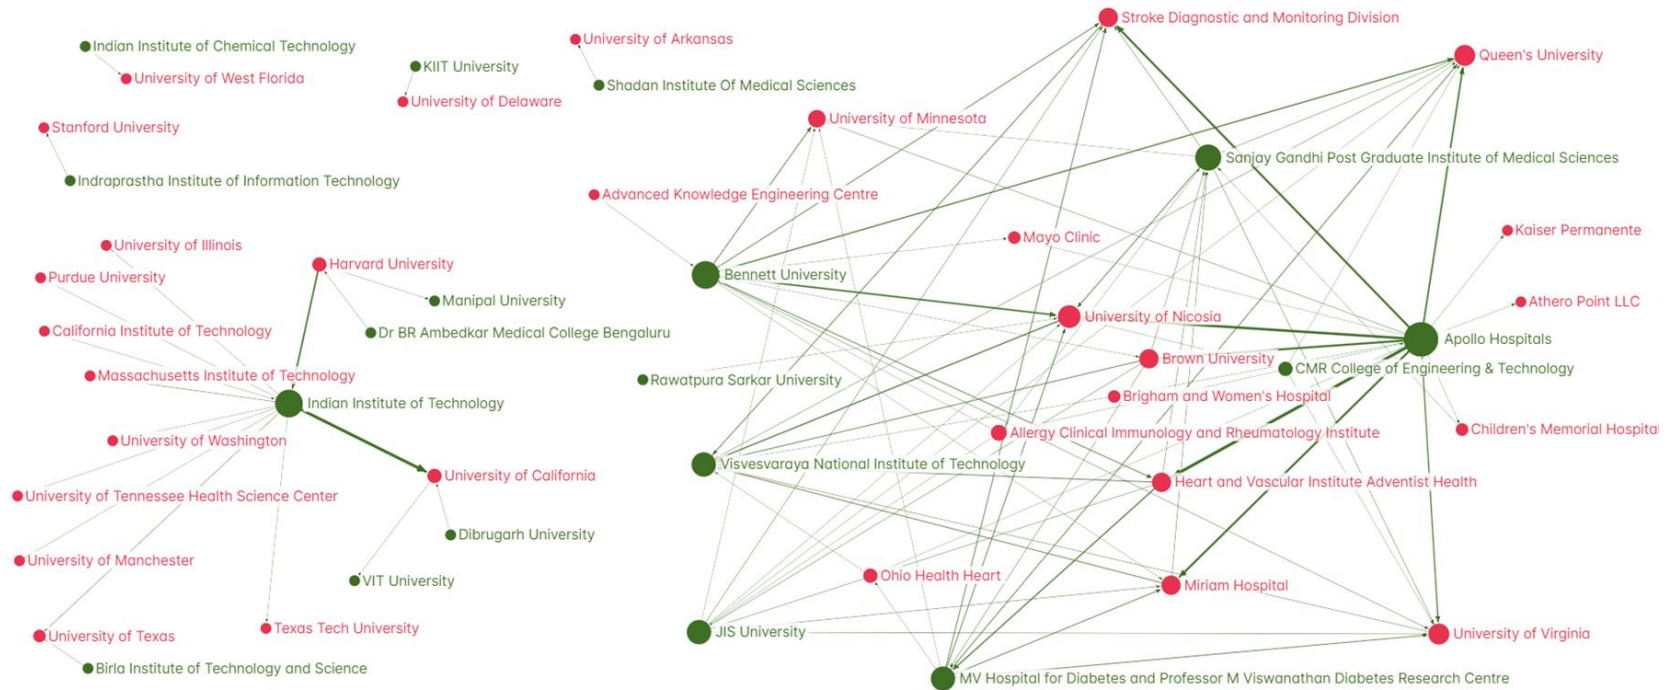 Stroke Diagnostic and Monitoring Division
Indian Institute of Chemical Technology
University of Arkansas
Queen's University
KIIT University
University of West Florida
Shadan Institute Of Medical Sciences
University of Delaware
University of Minnesota
Stanford University
Sanjay Gandhi Post Graduate Institute of Medical Sciences
Indraprastha Institute of Information Technology
Advanced Knowledge Engineering Centre
Kaiser Permanente
Mayo Clinic
University of Illinois
Harvard University
Purdue University
Bennett University
Manipal University
Athero Point LLC
University of Nicosia
California Institute of Technology
Dr BR Ambedkar Medical College Bengaluru
Apollo Hospitals
Brown University
CMR College of Engineering & Technology
Massachusetts Institute of Technology
Rawatpura Sarkar University
Brigham and Women's Hospital
Indian Institute of Technology
Children's Memorial Hospital
Allergy Clinical Immunology and Rheumatology Institute
University of Washington
Visvesvaraya National Institute of Technology
University of California
Heart and Vascular Institute Adventist Health
University of Tennessee Health Science Center
Dibrugarh University
University of Manchester
Ohio Health Heart
VIT University
Miriam Hospital
Texas Tech University
JIS University
University of Virginia
University of Texas
Birla Institute of Technology and Science
MV Hospital for Diabetes and Professor M Viswanathan Diabetes Research Centre